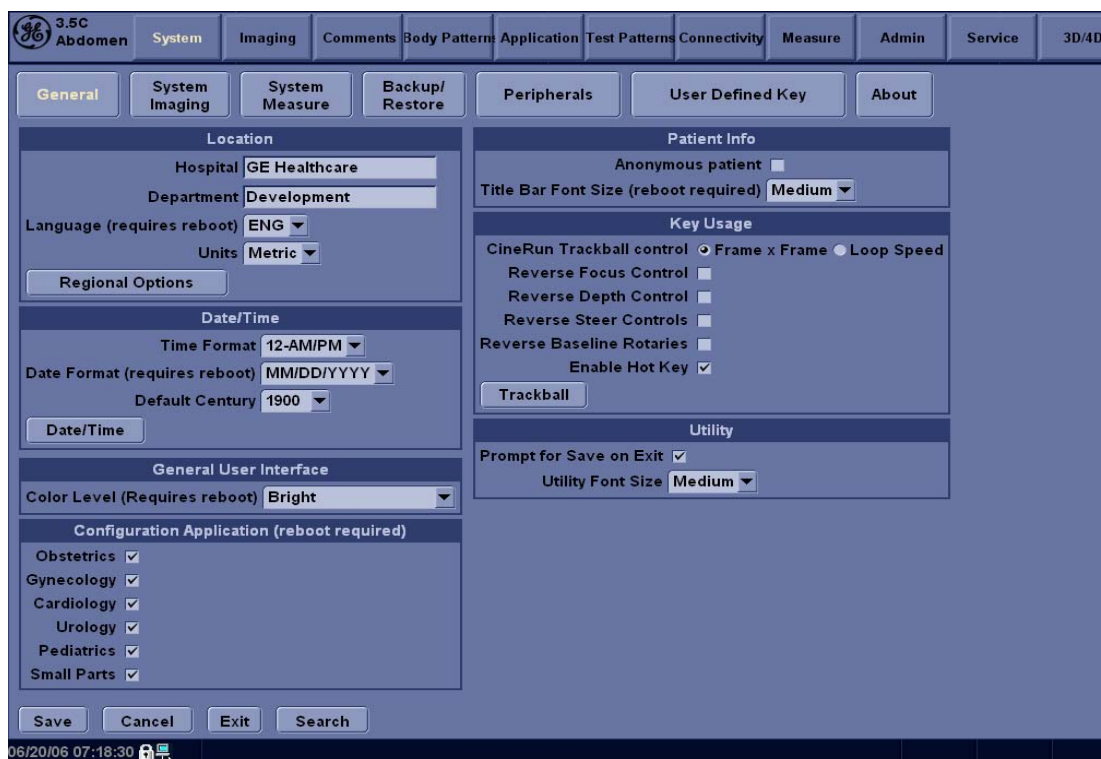 3.5C
Abdomen
System
Imaging
Comments
Body Patterns
Application
Test Patterns
Connectivity
Measure
Admin
Service
3D/4D
General
System
Imaging
System
Measure
Backup/
Restore
Peripherals
User Defined Key
About
Location
Hospital GE Healthcare
Department Development
Language (requires reboot) ENG
Units Metric
Regional Options
Date/Time
Time Format 12-AM/PM
Date Format (requires reboot) MM/DD/YYYY
Default Century 1900
Date/Time
General User Interface
Color Level (Requires reboot) Bright
Configuration Application (reboot required)
Obstetrics
Gynecology
Cardiology
Urology
Pediatrics
Small Parts
Patient Info
Anonymous patient
Title Bar Font Size (reboot required) Medium
Key Usage
CineRun Trackball control Frame x Frame Loop Speed
Reverse Focus Control
Reverse Depth Control
Reverse Steer Controls
Reverse Baseline Rotaries
Enable Hot Key
Trackball
Utility
Prompt for Save on Exit
Utility Font Size Medium
Save
Cancel
Exit
Search
06/20/06 07:18:30